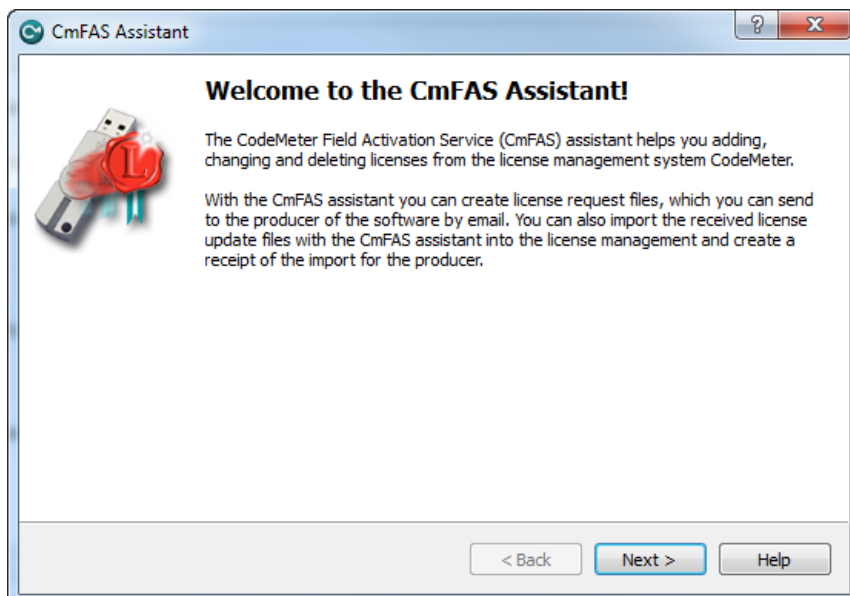 CmFAS Assistant
Welcome to the CmFAS Assistant!
The CodeMeter Field Activation Service (CmFAS) assistant helps you adding,
changing and deleting licenses from the license management system CodeMeter.
With the CmFAS assistant you can create license request files, which you can send
to the producer of the software by email. You can also import the received license
update files with the CmFAS assistant into the license management and create a
receipt of the import for the producer.
L
< Back
Next >
Help